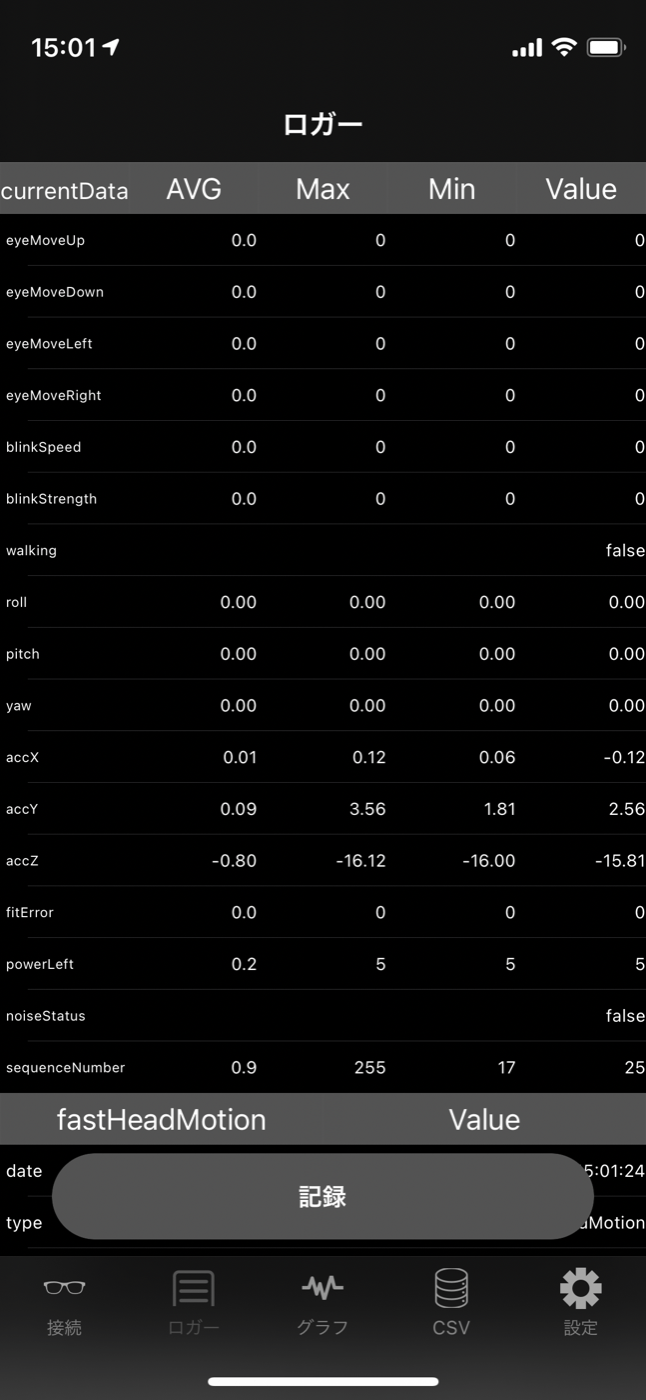 15:01
ロガー
currentData AVG Max Min Value
eyeMoveUp 0.0 0 0 0
eyeMoveDown 0.0 0 0 0
eyeMoveLeft 0.0 0 0 0
eyeMoveRight 0.0 0 0 0
blinkSpeed 0.0 0 0 0
blinkStrength 0.0 0 0 0
walking false
roll 0.00 0.00 0.00 0.00
pitch 0.00 0.00 0.00 0.00
yaw 0.00 0.00 0.00 0.00
accX 0.01 0.12 0.06 -0.12
accY 0.09 3.56 1.81 2.56
accZ -0.80 -16.12 -16.00 -15.81
fitError 0.0 0 0 0
powerLeft 0.2 5 5 5
noiseStatus false
sequenceNumber 0.9 255 17 25
fastHeadMotion Value
date 5:01:24
記録
type dMotion
接続 ロガー グラフ CSV 設定